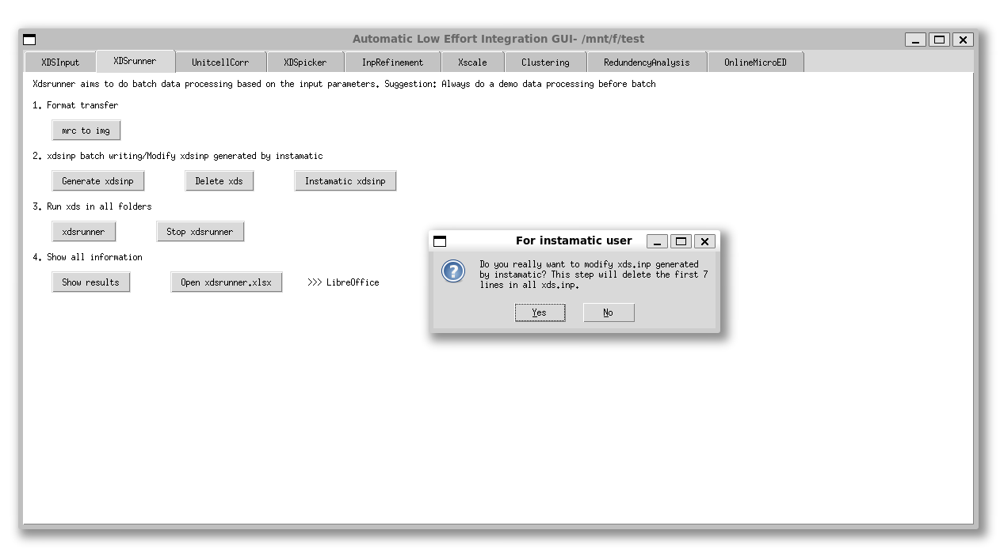 Automatic Low Effort Integration GUI- /mnt/f/test
XDSInput XDSrunner UnitcellCorr XDSpicker InpRefinement Xscale Clustering RedundencyAnalysis OnlineMicroED
Xdsrunner aims to do batch data processing based on the input parameters. Suggestion: Always do a demo data processing before batch
1. Format transfer
mrc to img
2. xdsinp batch writing/Modify xdsinp generated by instamatic
Generate xdsinp Delete xds Instamatic xdsinp
3. Run xds in all folders
xdsrunner Stop xdsrunner
4. Show all information
Show results Open xdsrunner.xlsx >>> LibreOffice
For instamatic user
Do you really want to modify xds.inp generated
by instamatic? This step will delete the first 7
lines in all xds.inp.
Yes No